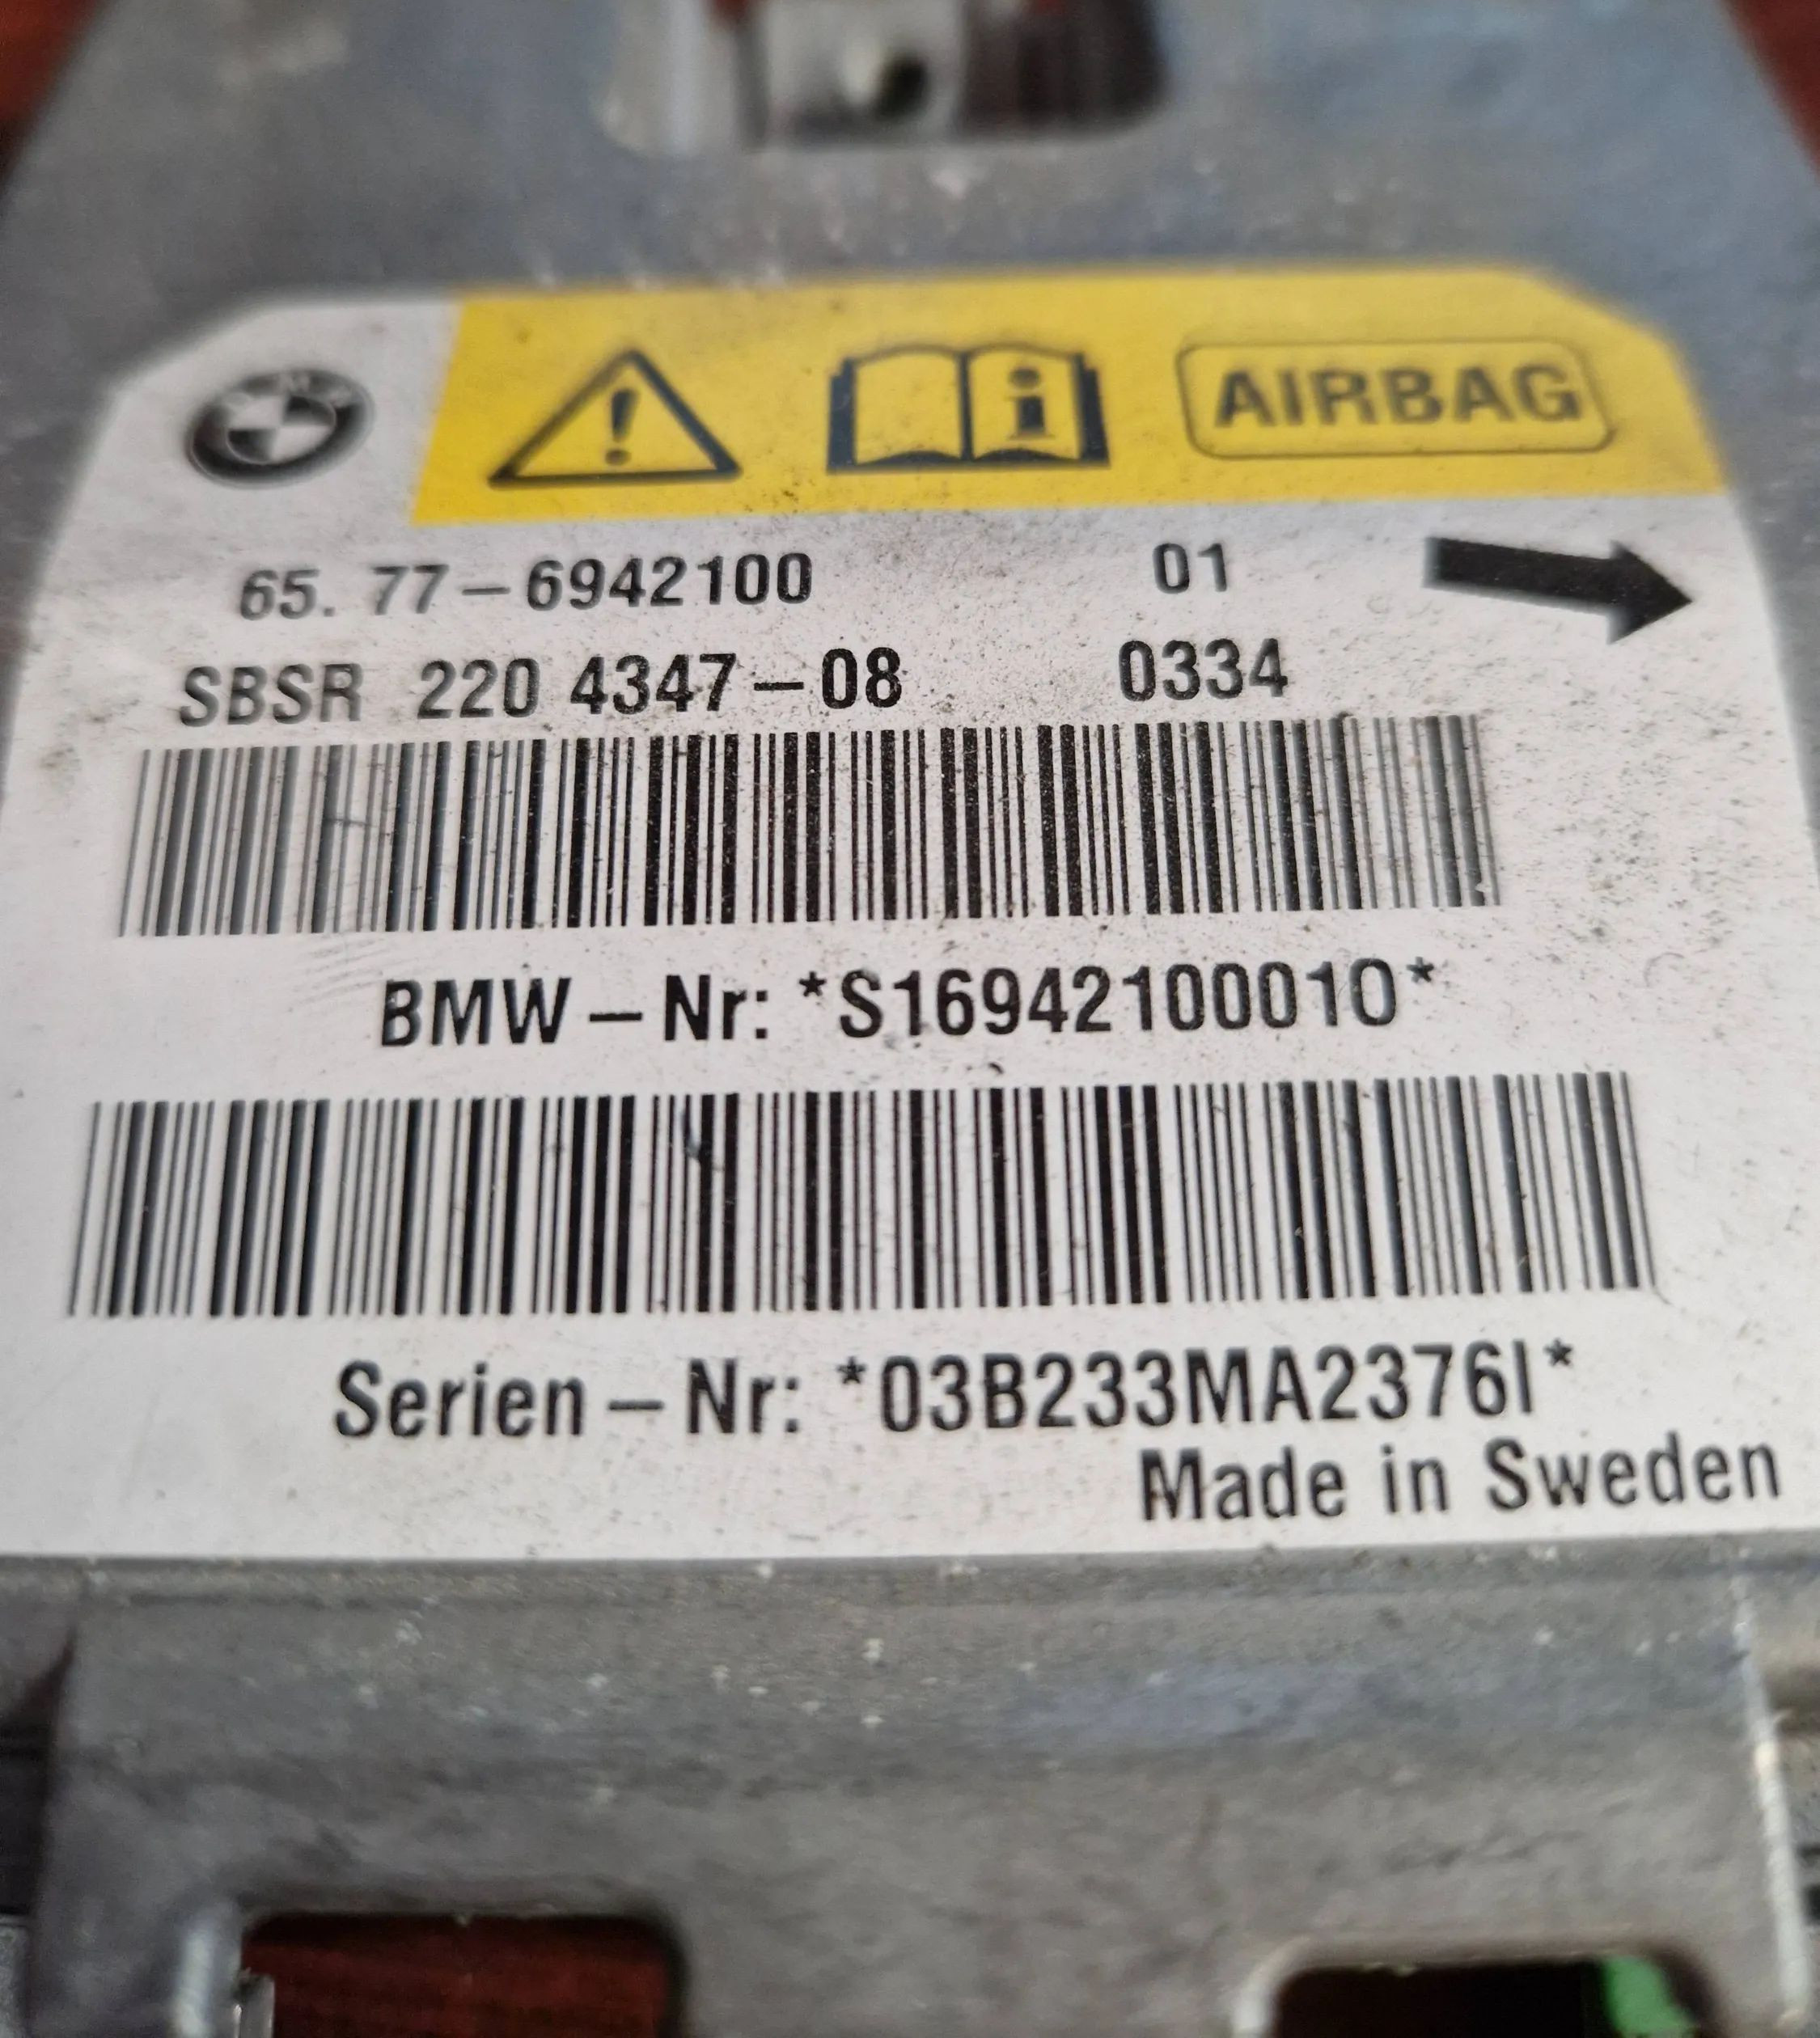 AIRBAG
65. 77-6942100 01
SBSR 220 4347-08 0334
BMW-Nr: *S16942100010*
Serien-Nr: *03B233MA2376I*
Made in Sweden